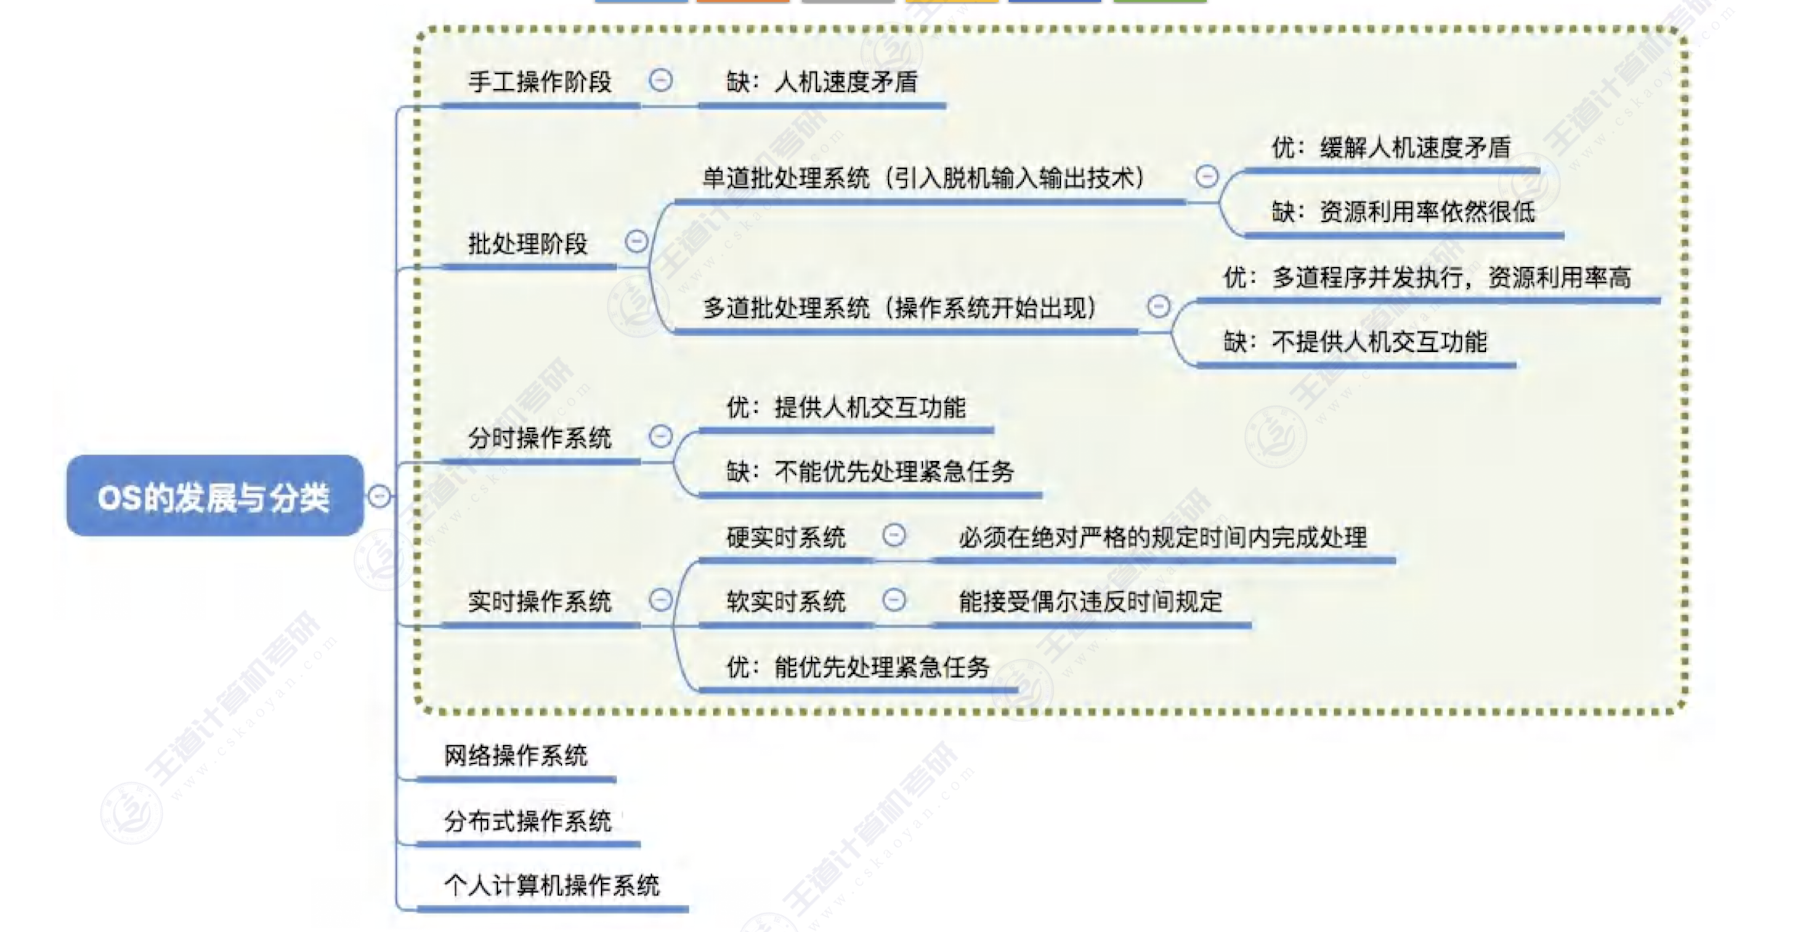 手工操作阶段
缺：人机速度矛盾
批处理阶段
单道批处理系统（引入脱机输入输出技术）
优：缓解人机速度矛盾
缺：资源利用率依然很低
多道批处理系统（操作系统开始出现）
优：多道程序并发执行，资源利用率高
缺：不提供人机交互功能
OS的发展与分类
分时操作系统
优：提供人机交互功能
缺：不能优先处理紧急任务
实时操作系统
硬实时系统
必须在绝对严格的规定时间内完成处理
软实时系统
能接受偶尔违反时间规定
优：能优先处理紧急任务
网络操作系统
分布式操作系统
个人计算机操作系统
王道计算机考研
www.cskaoyan.com